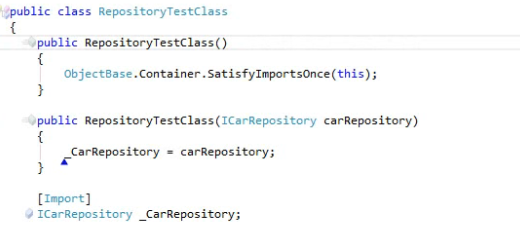 public class RepositoryTestClass
{
public RepositoryTestClass()
{
ObjectBase.Container.SatisfyImportsOnce(this);
}
public RepositoryTestClass(ICarRepository carRepository)
{
_CarRepository = carRepository;
}
[Import]
ICarRepository _CarRepository;